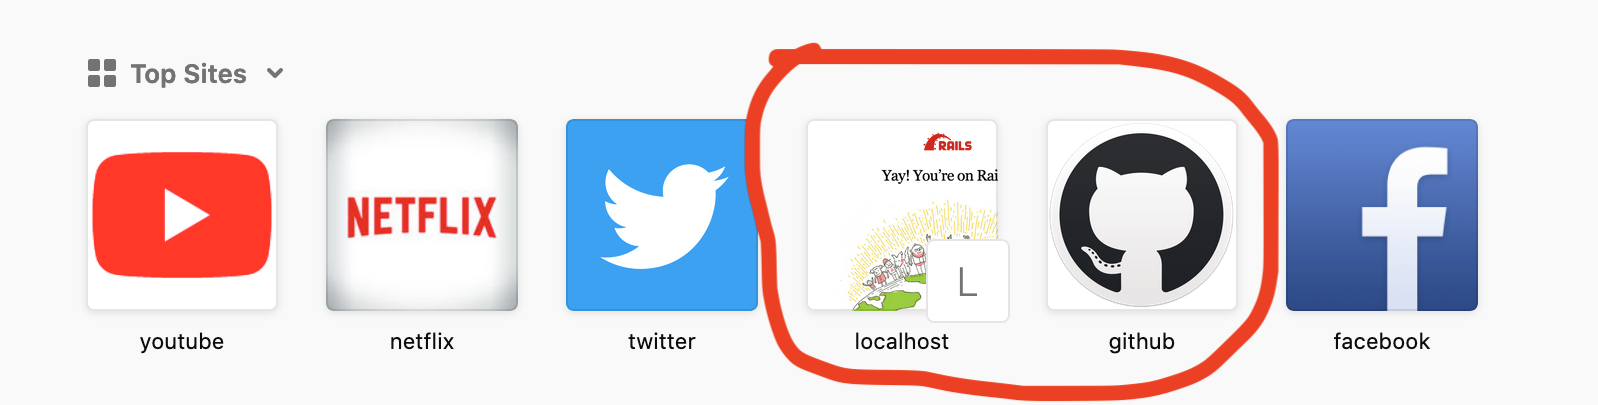 Top Sites
NETFLIX
RAILS
Yay! You're on Rai
L
youtube
netflix
twitter
localhost
github
facebook